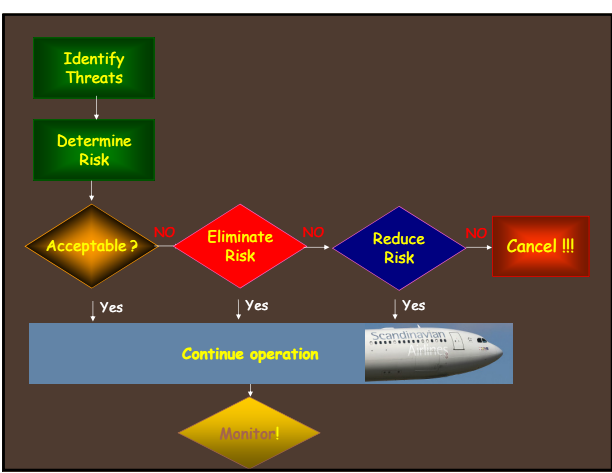 Identify
Threats
Determine
Risk
Acceptable ?
NO
Eliminate
Risk
NO
Reduce
Risk
NO
Cancel !!!
Yes
Yes
Yes
Continue operation
Scandinavian
Airlines
Monitor!